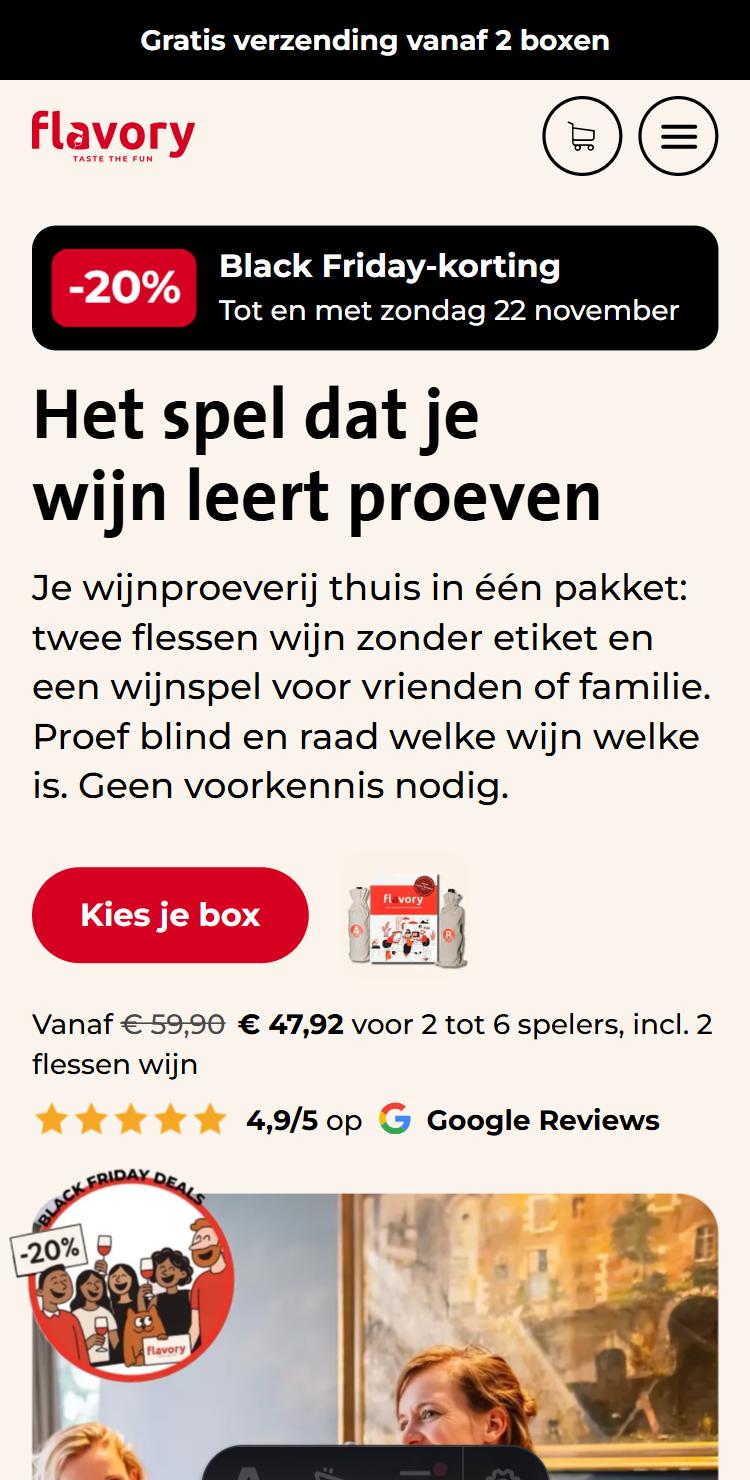 Gratis verzending vanaf 2 boxen
flavory
TASTE THE FUN
-20%
Black Friday-korting
Tot en met zondag 22 november
Het spel dat je
wijn leert proeven
Je wijnproeverij thuis in één pakket:
twee flessen wijn zonder etiket en
een wijnspel voor vrienden of familie.
Proef blind en raad welke wijn welke
is. Geen voorkennis nodig.
Kies je box
flavory
A
Vanaf € 59,90 € 47,92 voor 2 tot 6 spelers, incl. 2
flessen wijn
4,9/5 op Google Reviews
BLACK FRIDAY DEALS
-20%
flavory